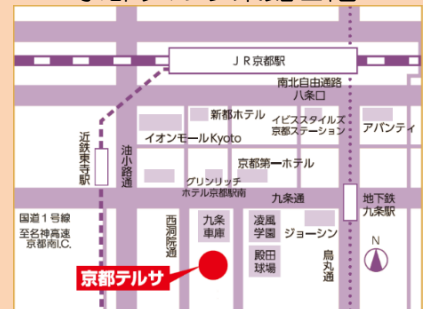 JR京都駅
南北自由通路
八条口
新都ホテル
イビススタイルズ
京都ステーション
アバンティ
イオンモールKyoto
近鉄東寺駅
油小路通
京都第一ホテル
グリンリッチ
ホテル京都駅南
九条通
地下鉄
九条駅
国道1号線
至名神高速
京都南I.C.
西洞院通
九条
車庫
凌風
学園
ジョーシン
殿田
球場
烏丸通
N
京都テルサ